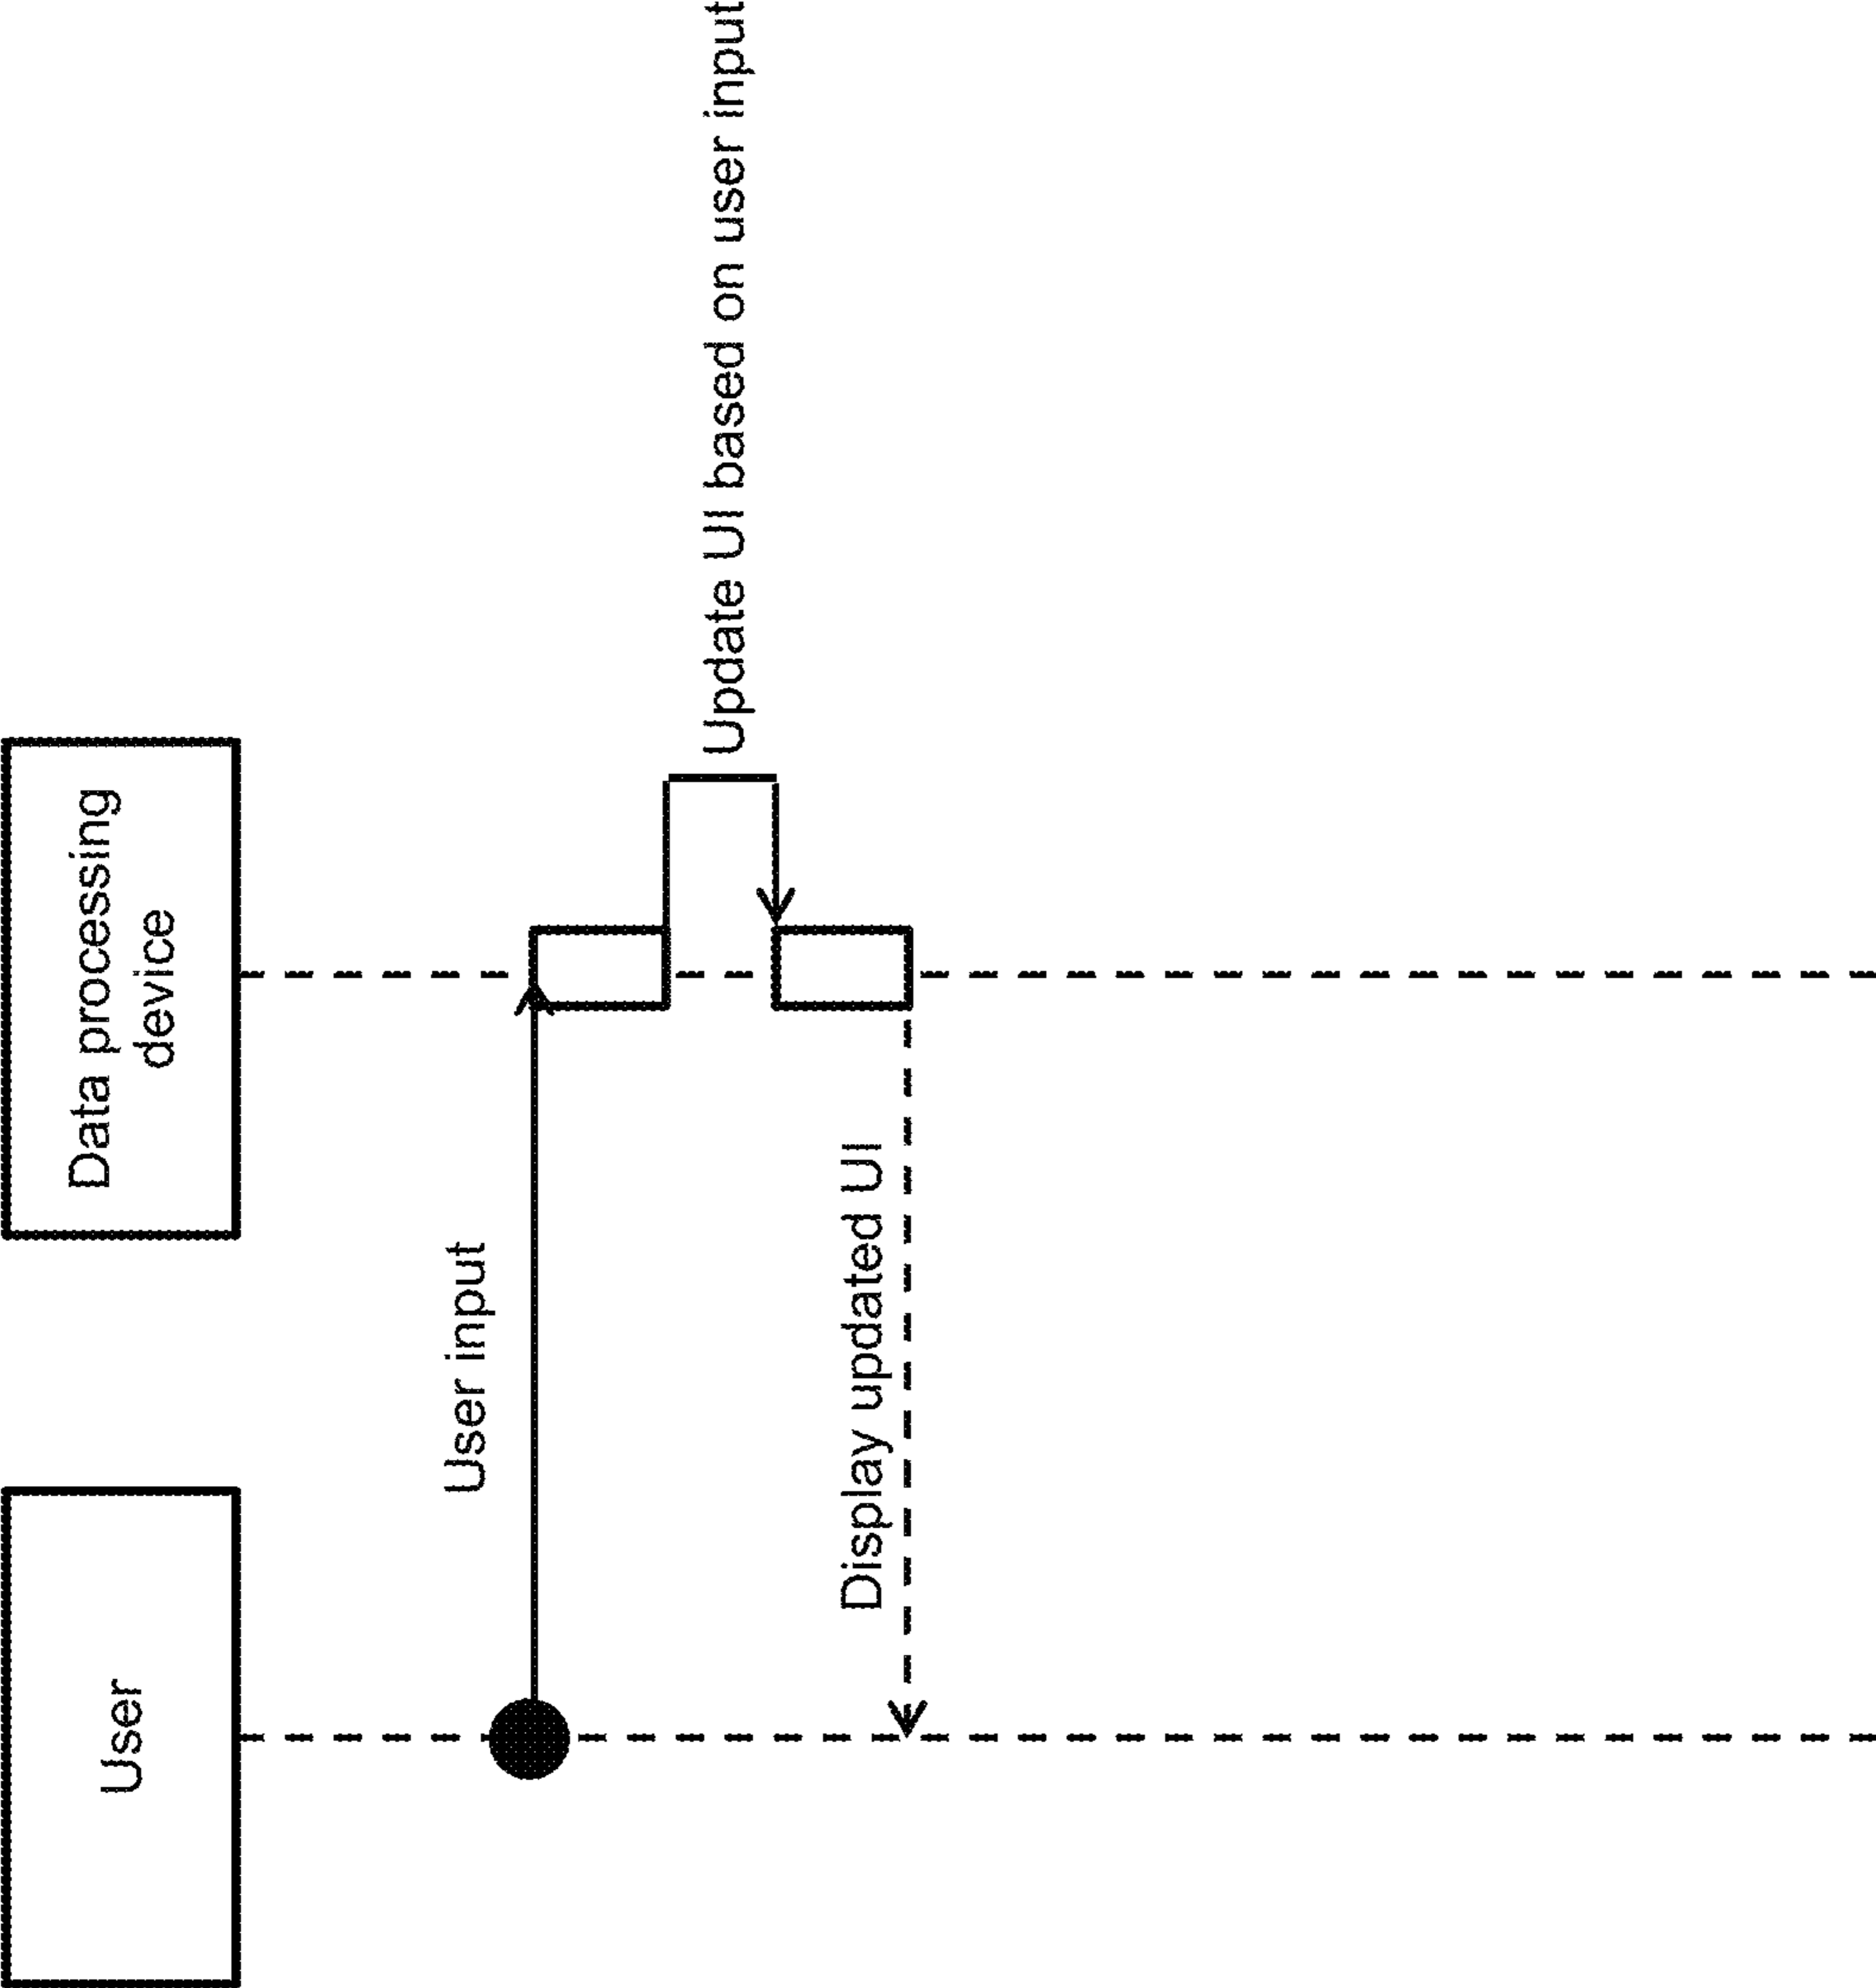 User
Data processing
device
User input
Update UI based on user input
Display updated UI